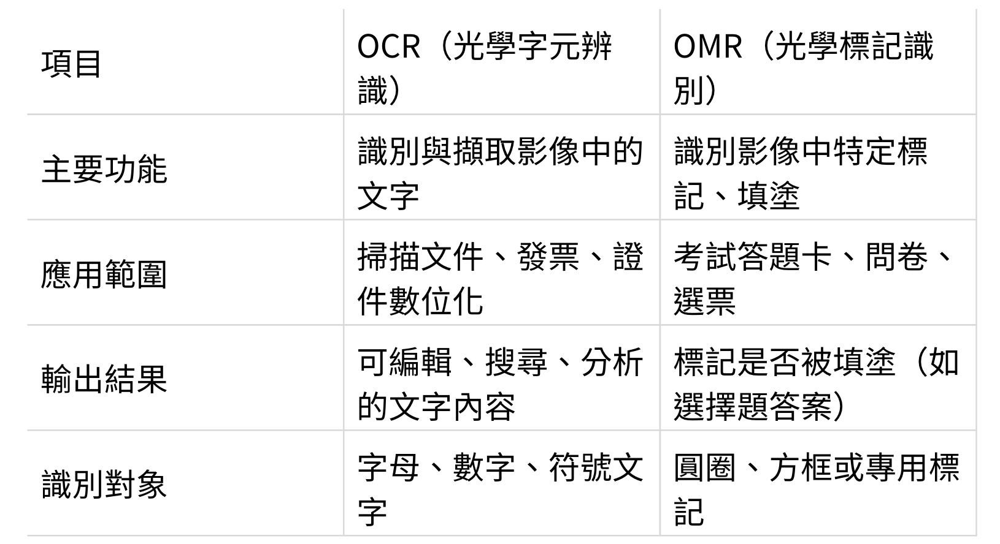 項目
OCR（光學字元辨
識）
OMR（光學標記識
別）
主要功能
識別與擷取影像中的
文字
識別影像中特定標
記、填塗
應用範圍
掃描文件、發票、證
件數位化
考試答題卡、問卷、
選票
輸出結果
可編輯、搜尋、分析
的文字內容
標記是否被填塗（如
選擇題答案）
識別對象
字母、數字、符號文
字
圓圈、方框或專用標
記